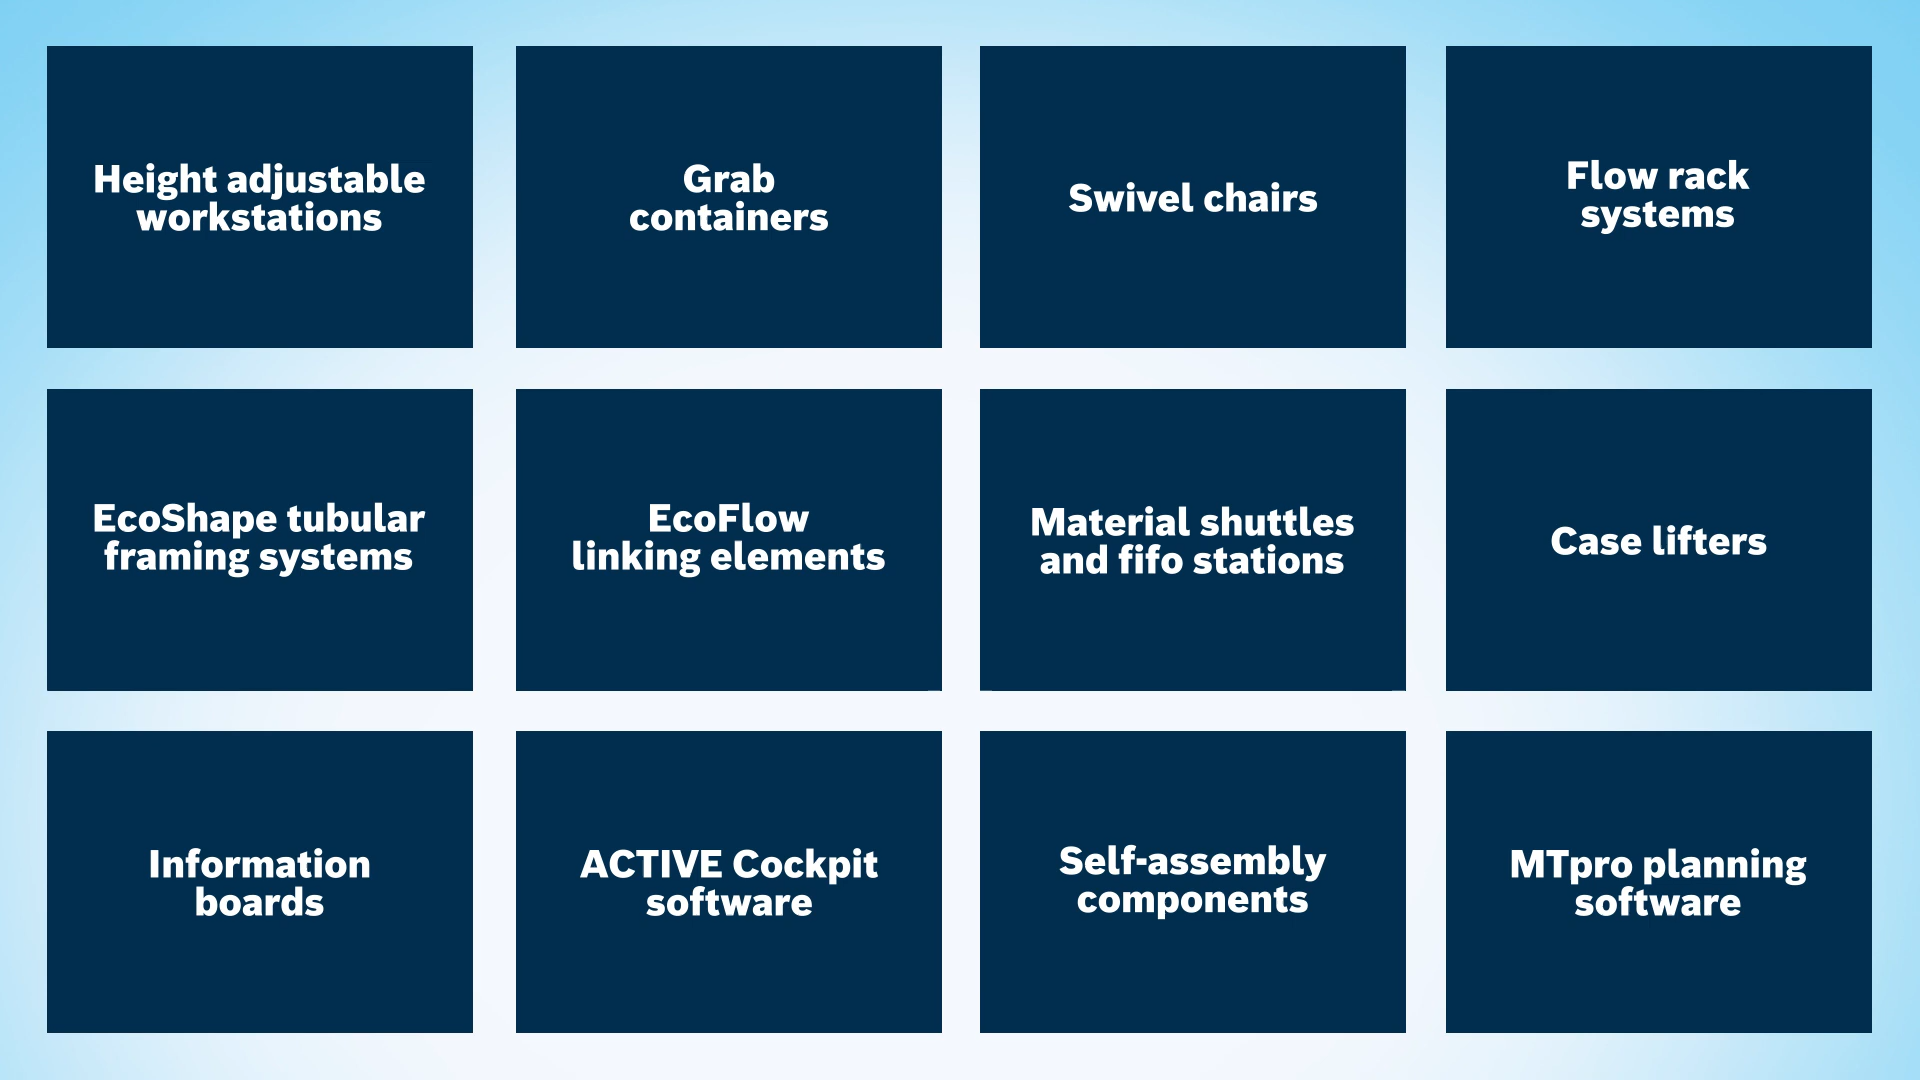 Height adjustable
workstations
Grab
containers
Swivel chairs
Flow rack
systems
EcoShape tubular
framing systems
EcoFlow
linking elements
Material shuttles
and fifo stations
Case lifters
Information
boards
ACTIVE Cockpit
software
Self-assembly
components
MTpro planning
software